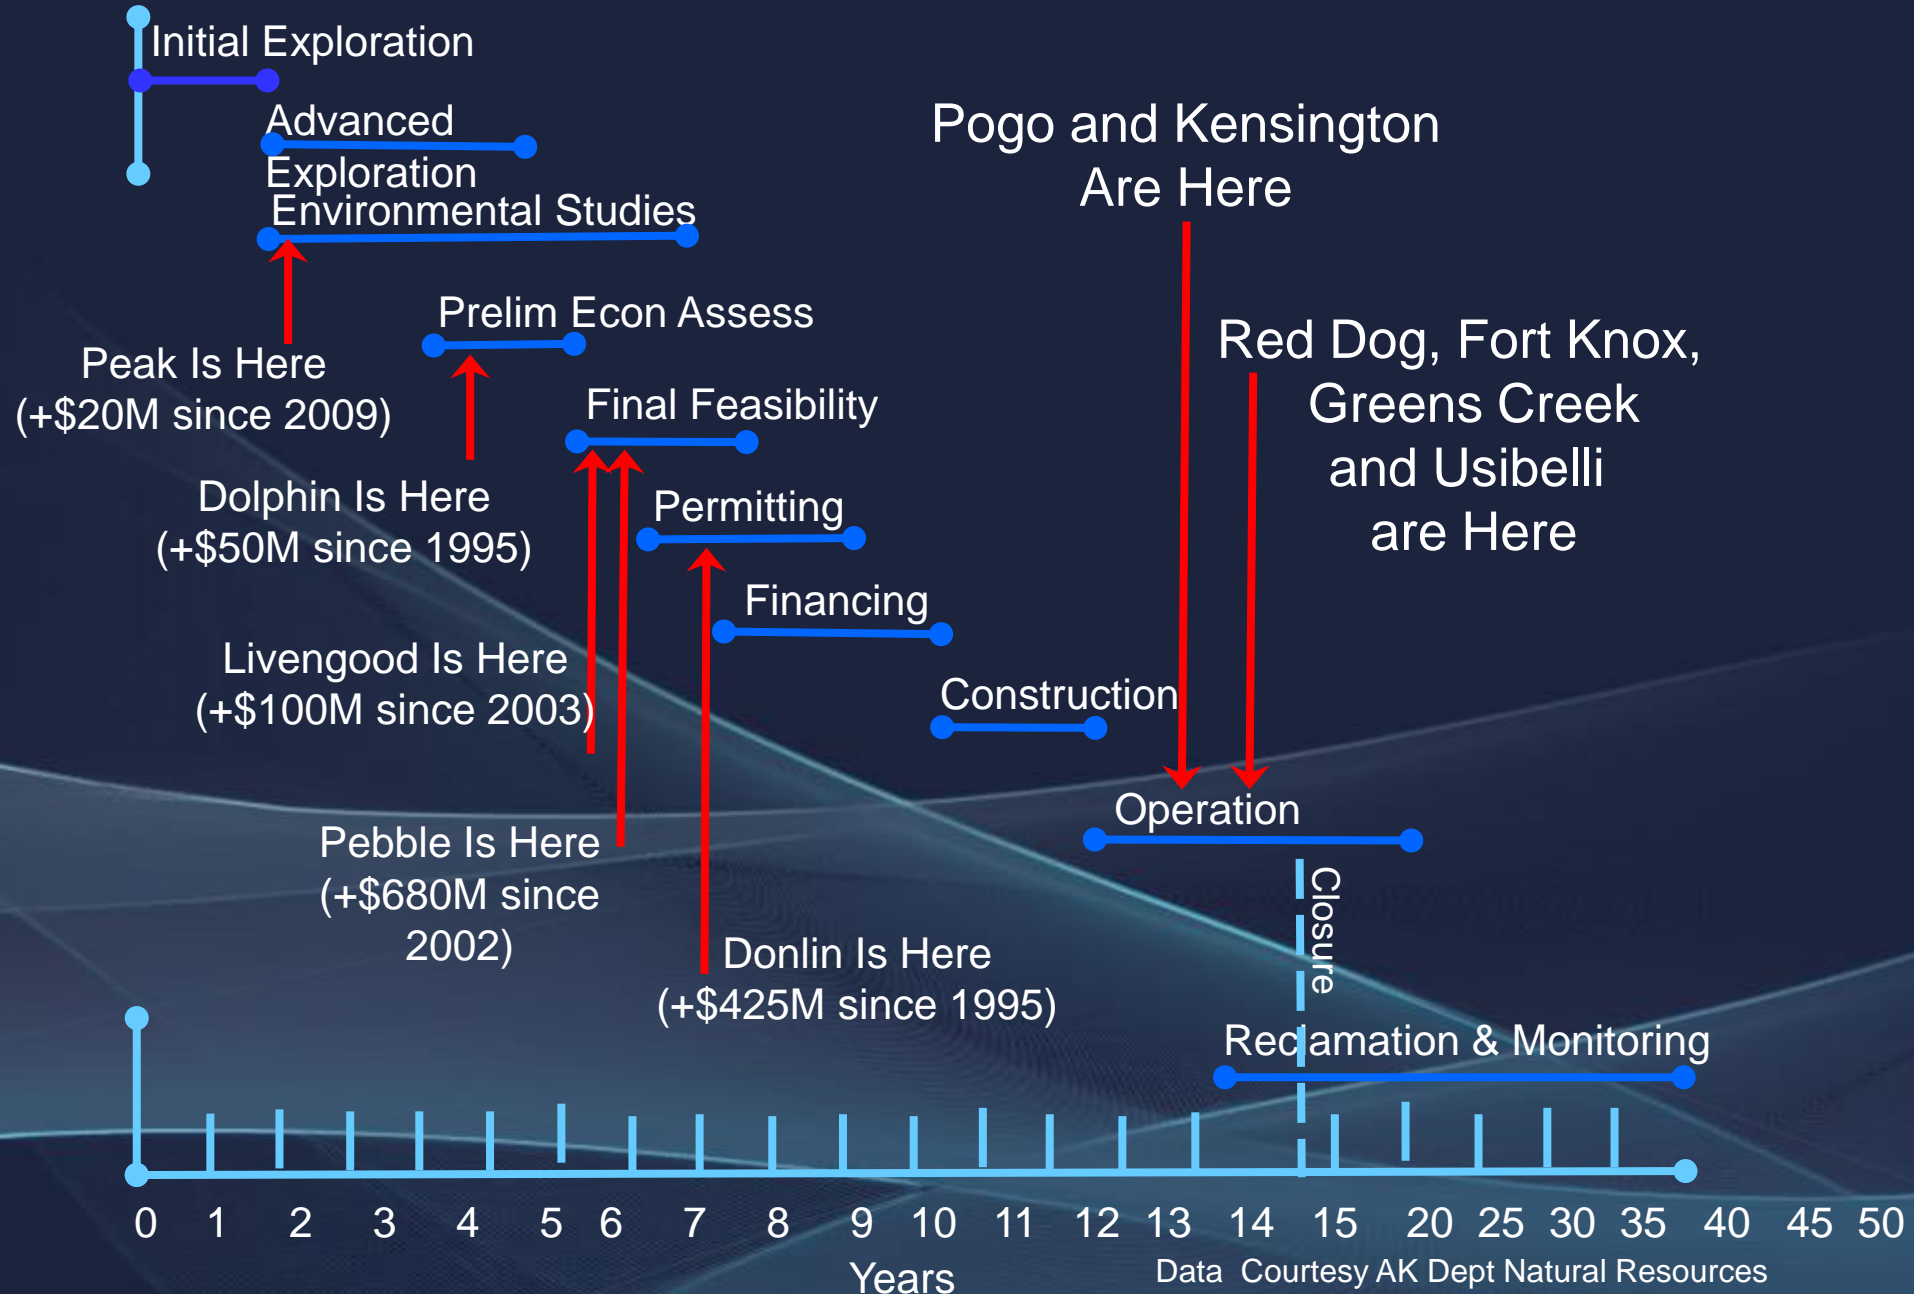 Initial Exploration
Advanced
Exploration
Environmental Studies
Pogo and Kensington
Are Here
Prelim Econ Assess
Peak Is Here
(+$20M since 2009)
Red Dog, Fort Knox,
Greens Creek
and Usibelli
are Here
Final Feasibility
Dolphin Is Here
(+$50M since 1995)
Permitting
Financing
Livengood Is Here
(+$100M since 2003)
Construction
Operation
Pebble Is Here
(+$680M since
2002)
Closure
Donlin Is Here
(+$425M since 1995)
Reclamation & Monitoring
0 1 2 3 4 5 6 7 8 9 10 11 12 13 14 15 20 25 30 35 40 45 50
Years
Data Courtesy AK Dept Natural Resources